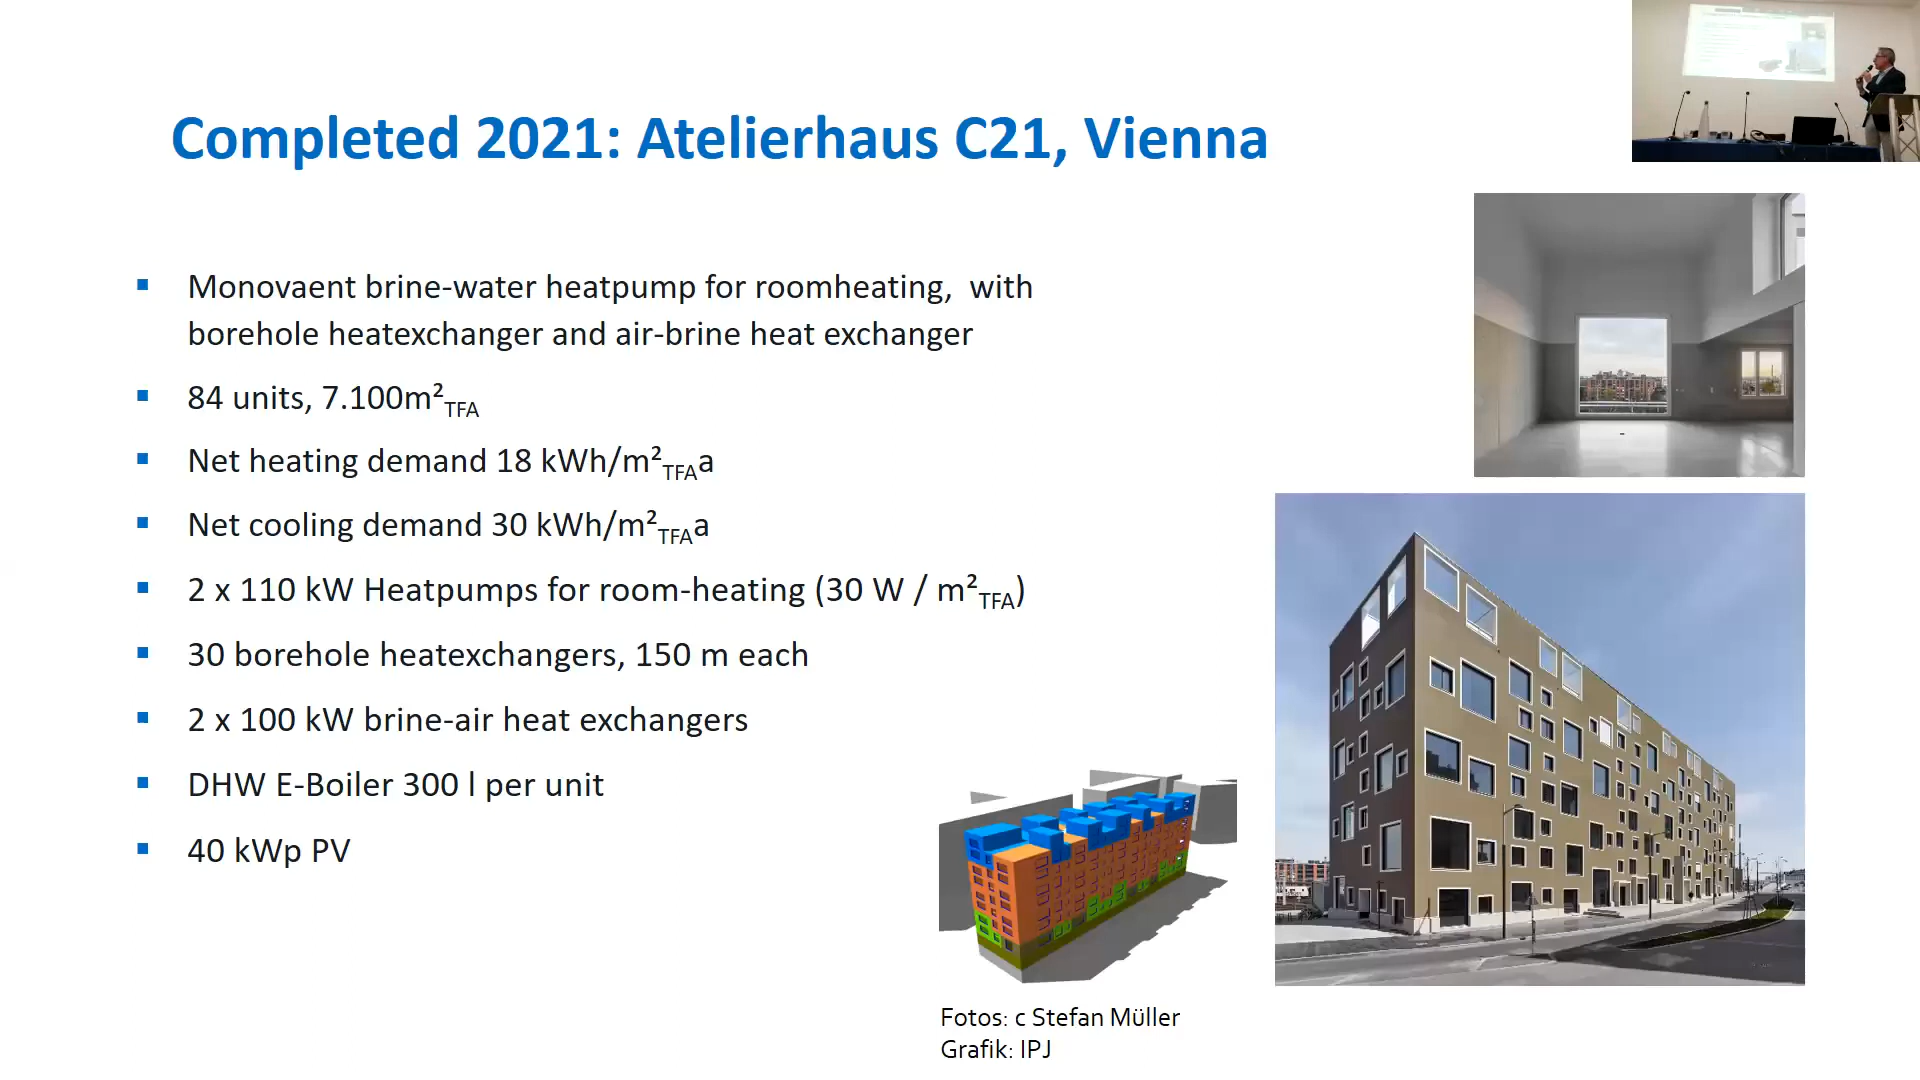 Completed 2021: Atelierhaus C21, Vienna
▪ Monovaent brine-water heatpump for roomheating,  with
borehole heatexchanger and air-brine heat exchanger
▪ 84 units, 7.100m²TFA
▪ Net heating demand 18 kWh/m²TFAa
▪ Net cooling demand 30 kWh/m²TFAa
▪ 2 x 110 kW Heatpumps for room-heating (30 W / m²TFA)
▪ 30 borehole heatexchangers, 150 m each
▪ 2 x 100 kW brine-air heat exchangers
▪ DHW E-Boiler 300 l per unit
▪ 40 kWp PV
Fotos: c Stefan Müller
Grafik: IPJ